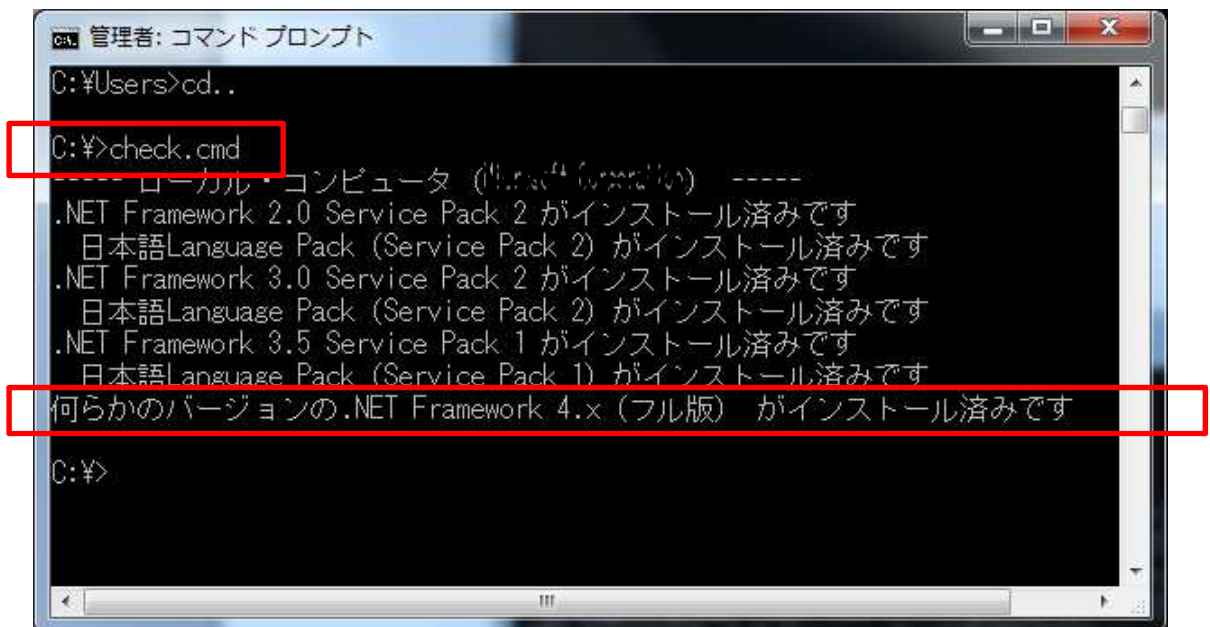 管理者: コマンド プロンプト
C:¥Users>cd..
C:¥>check.cmd
----- ローカル・コンピュータ () -----
.NET Framework 2.0 Service Pack 2 がインストール済みです
日本語Language Pack (Service Pack 2) がインストール済みです
.NET Framework 3.0 Service Pack 2 がインストール済みです
日本語Language Pack (Service Pack 2) がインストール済みです
.NET Framework 3.5 Service Pack 1 がインストール済みです
日本語Language Pack (Service Pack 1) がインストール済みです
何らかのバージョンの.NET Framework 4.x (フル版) がインストール済みです
C:¥>